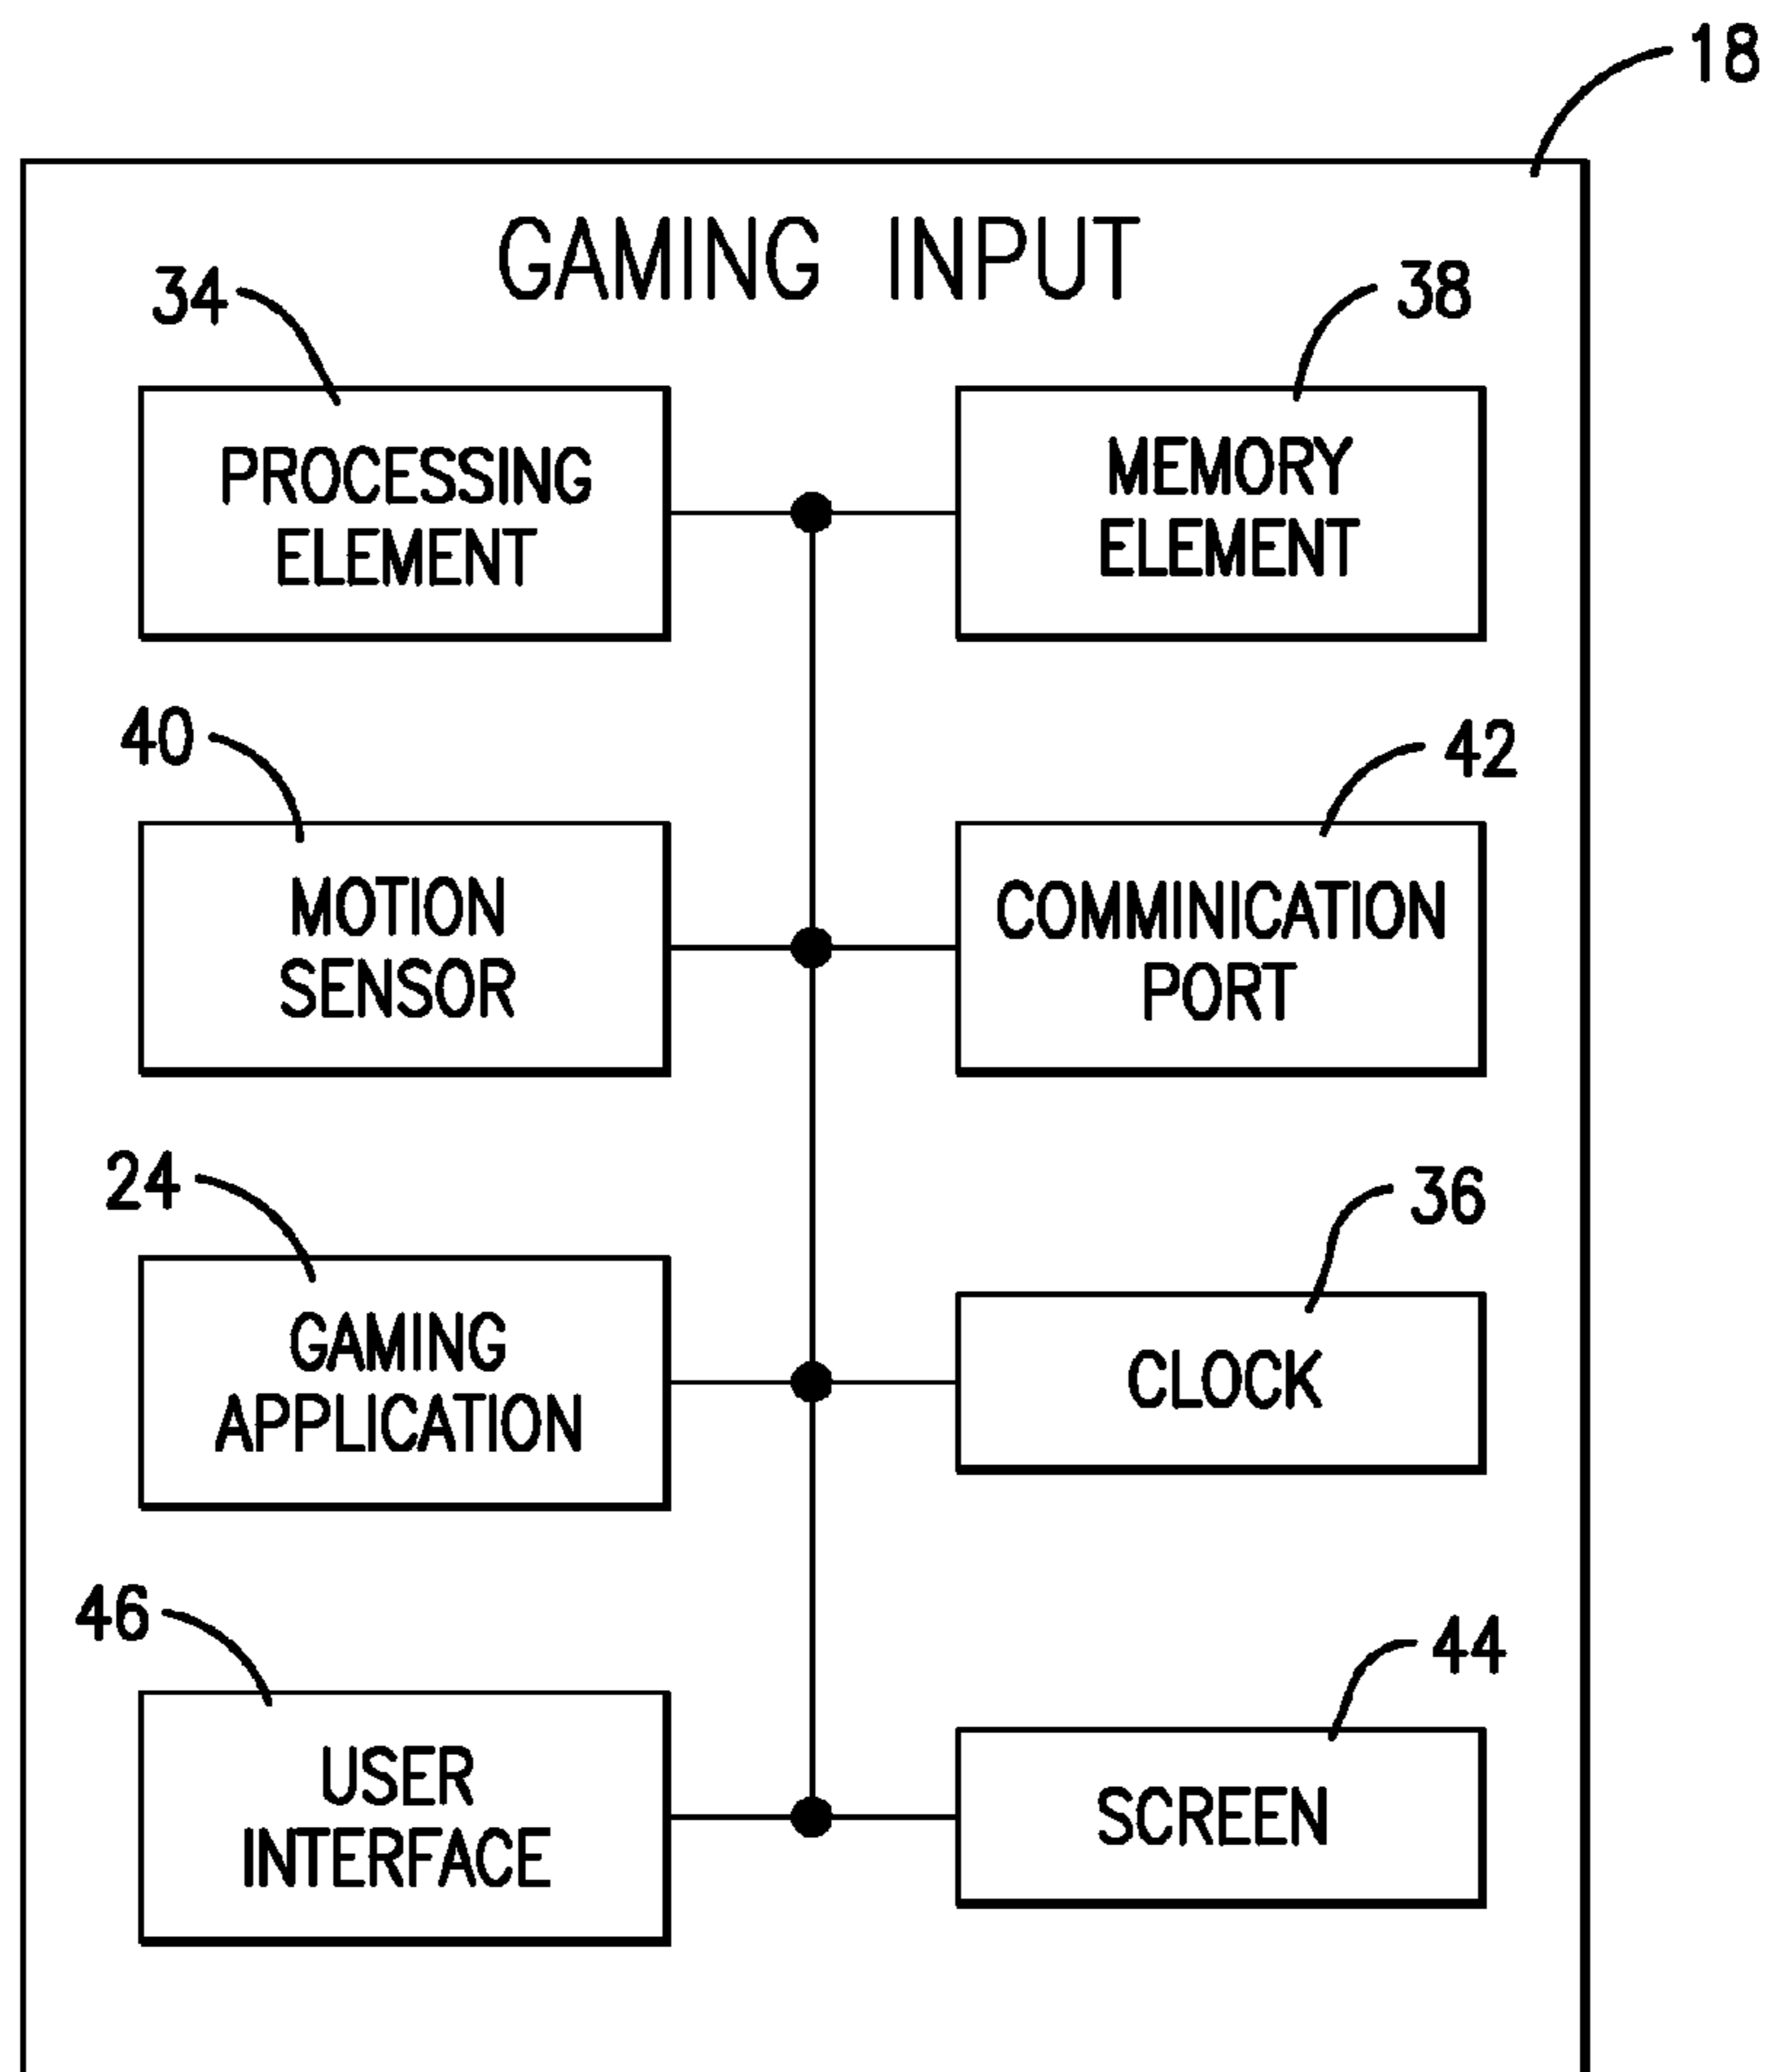 18
GAMING INPUT
34
38
PROCESSING
ELEMENT
MEMORY
ELEMENT
40
42
MOTION
SENSOR
COMMINICATION
PORT
24
36
GAMING
APPLICATION
CLOCK
46
44
USER
INTERFACE
SCREEN